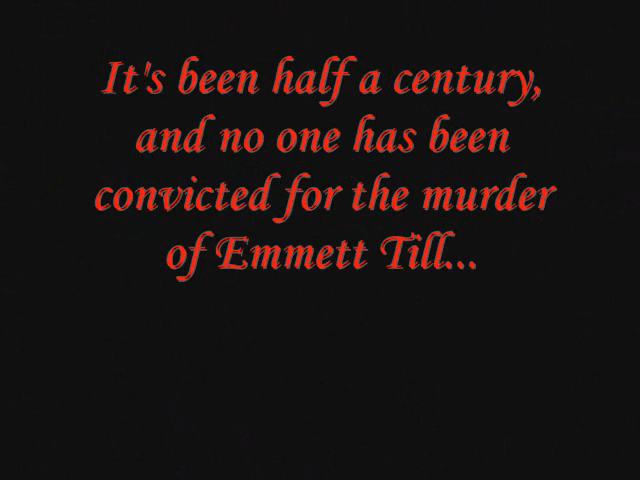 It's been half a century,
and no one has been
convicted for the murder
of Emmett Till...